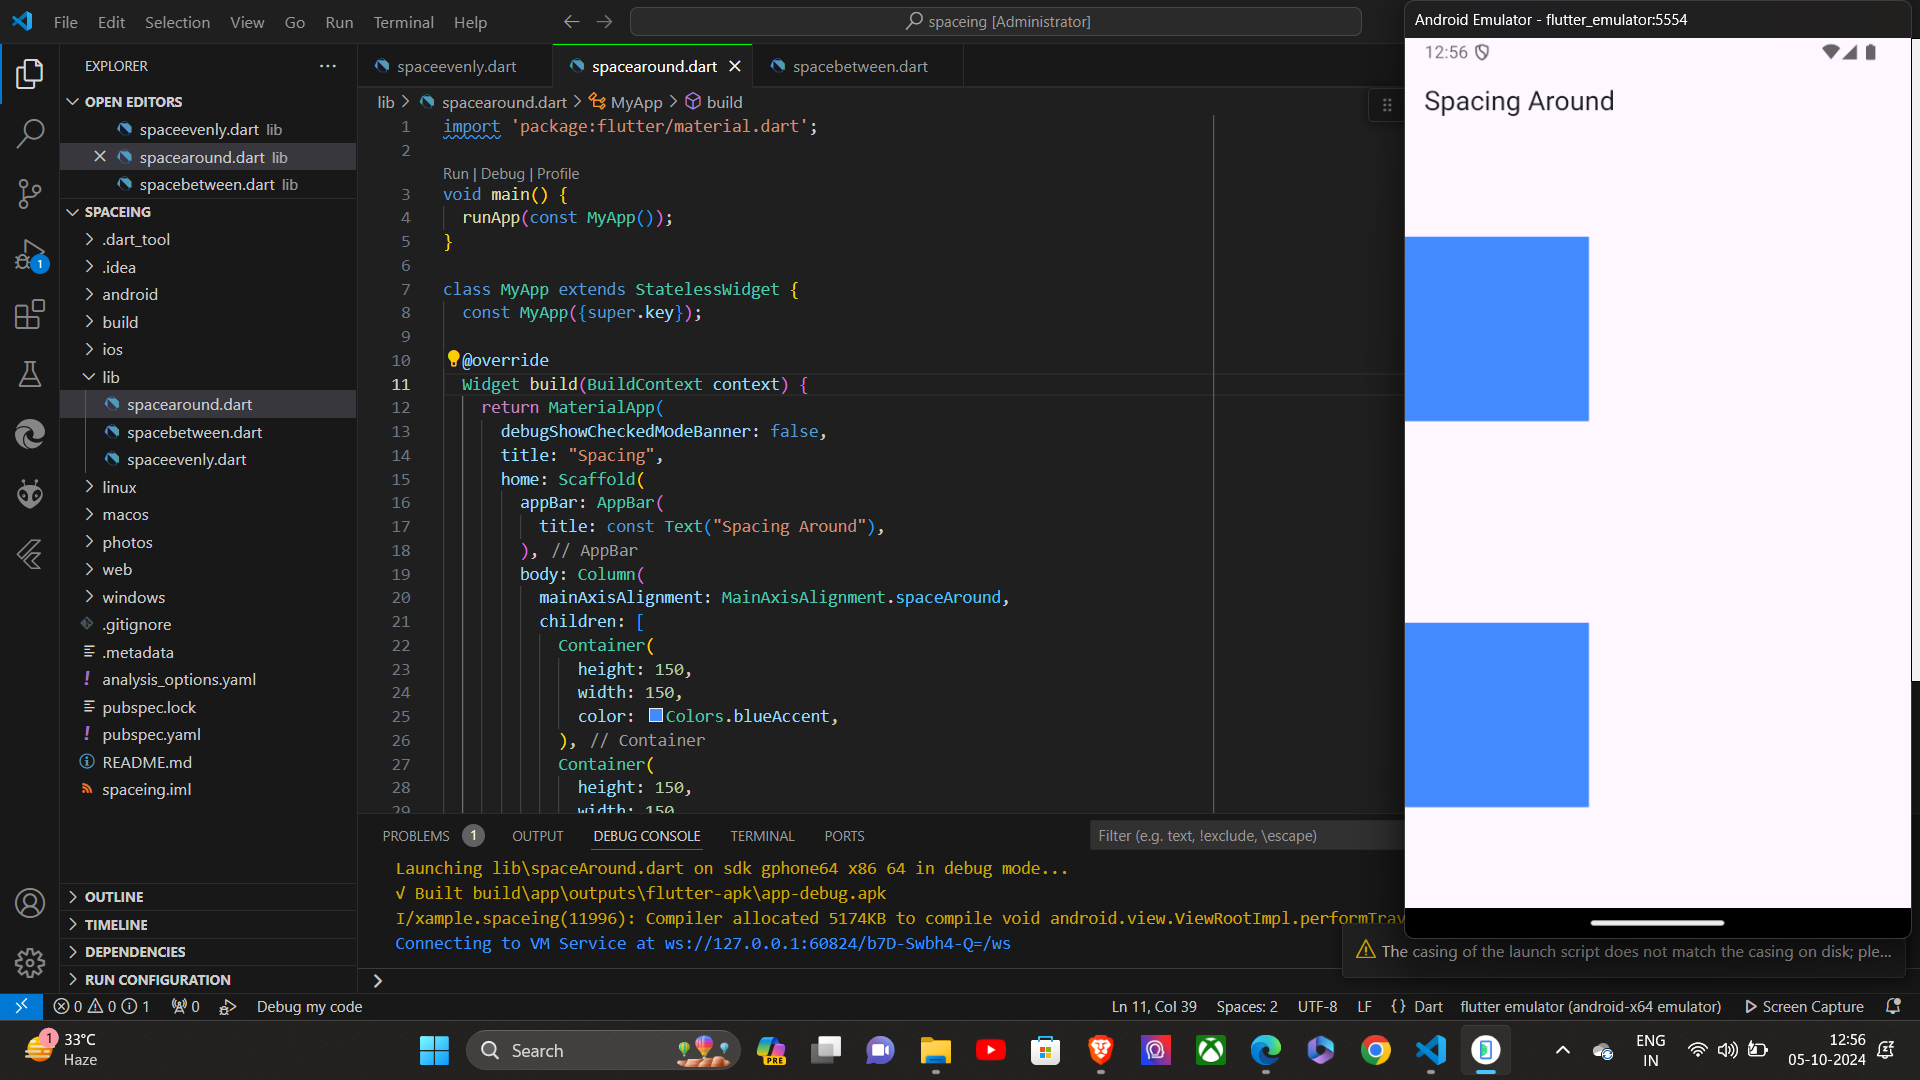 File Edit Selection View Go Run Terminal Help
spaceing [Administrator]
EXPLORER
OPEN EDITORS
spaceevenly.dart lib
spacearound.dart lib
spacebetween.dart lib
SPACEING
.dart_tool
.idea
android
build
ios
lib
spacearound.dart
spacebetween.dart
spaceevenly.dart
linux
macos
photos
web
windows
.gitignore
.metadata
analysis_options.yaml
pubspec.lock
pubspec.yaml
README.md
spaceing.iml
OUTLINE
TIMELINE
DEPENDENCIES
RUN CONFIGURATION
1
spaceevenly.dart spacearound.dart spacebetween.dart
lib > spacearound.dart > MyApp > build
1 import 'package:flutter/material.dart';
2
Run | Debug | Profile
3 void main() {
4 runApp(const MyApp());
5 }
6
7 class MyApp extends StatelessWidget {
8 const MyApp({super.key});
9
10 @override
11 Widget build(BuildContext context) {
12 return MaterialApp(
13 debugShowCheckedModeBanner: false,
14 title: "Spacing",
15 home: Scaffold(
16 appBar: AppBar(
17 title: const Text("Spacing Around"),
18 ), // AppBar
19 body: Column(
20 mainAxisAlignment: MainAxisAlignment.spaceAround,
21 children: [
22 Container(
23 height: 150,
24 width: 150,
25 color: Colors.blueAccent,
26 ), // Container
27 Container(
28 height: 150,
29 width: 150
PROBLEMS 1 OUTPUT DEBUG CONSOLE TERMINAL PORTS
Filter (e.g. text, !exclude, \escape)
Launching lib\spaceAround.dart on sdk gphone64 x86 64 in debug mode...
√ Built build\app\outputs\flutter-apk\app-debug.apk
I/xample.spaceing(11996): Compiler allocated 5174KB to compile void android.view.ViewRootImpl.performTrav
Connecting to VM Service at ws://127.0.0.1:60824/b7D-Swbh4-Q=/ws
Android Emulator - flutter_emulator:5554
12:56
Spacing Around
The casing of the launch script does not match the casing on disk; ple...
0 0 1 0 Debug my code
Ln 11, Col 39 Spaces: 2 UTF-8 LF {} Dart flutter emulator (android-x64 emulator) Screen Capture
1
33°C
Haze
Search
PRE
ENG
IN
12:56
05-10-2024